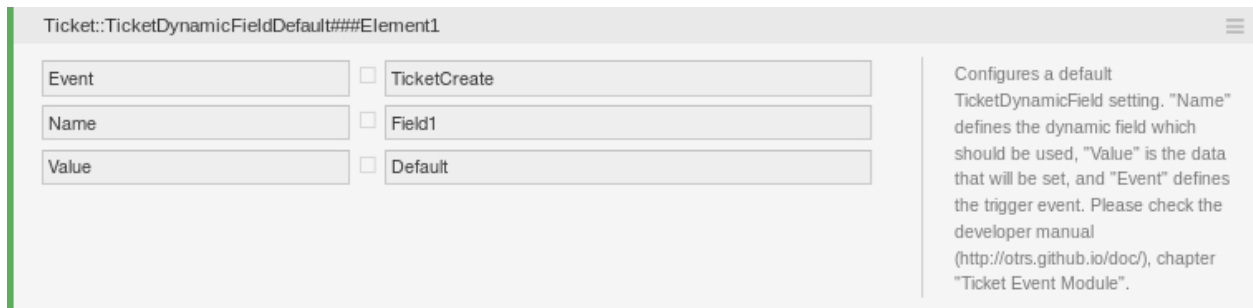 Ticket::TicketDynamicFieldDefault###Element1
Event TicketCreate
Name Field1
Value Default
Configures a default
TicketDynamicField setting. "Name"
defines the dynamic field which
should be used, "Value" is the data
that will be set, and "Event" defines
the trigger event. Please check the
developer manual
(http://otrs.github.io/doc/), chapter
"Ticket Event Module".